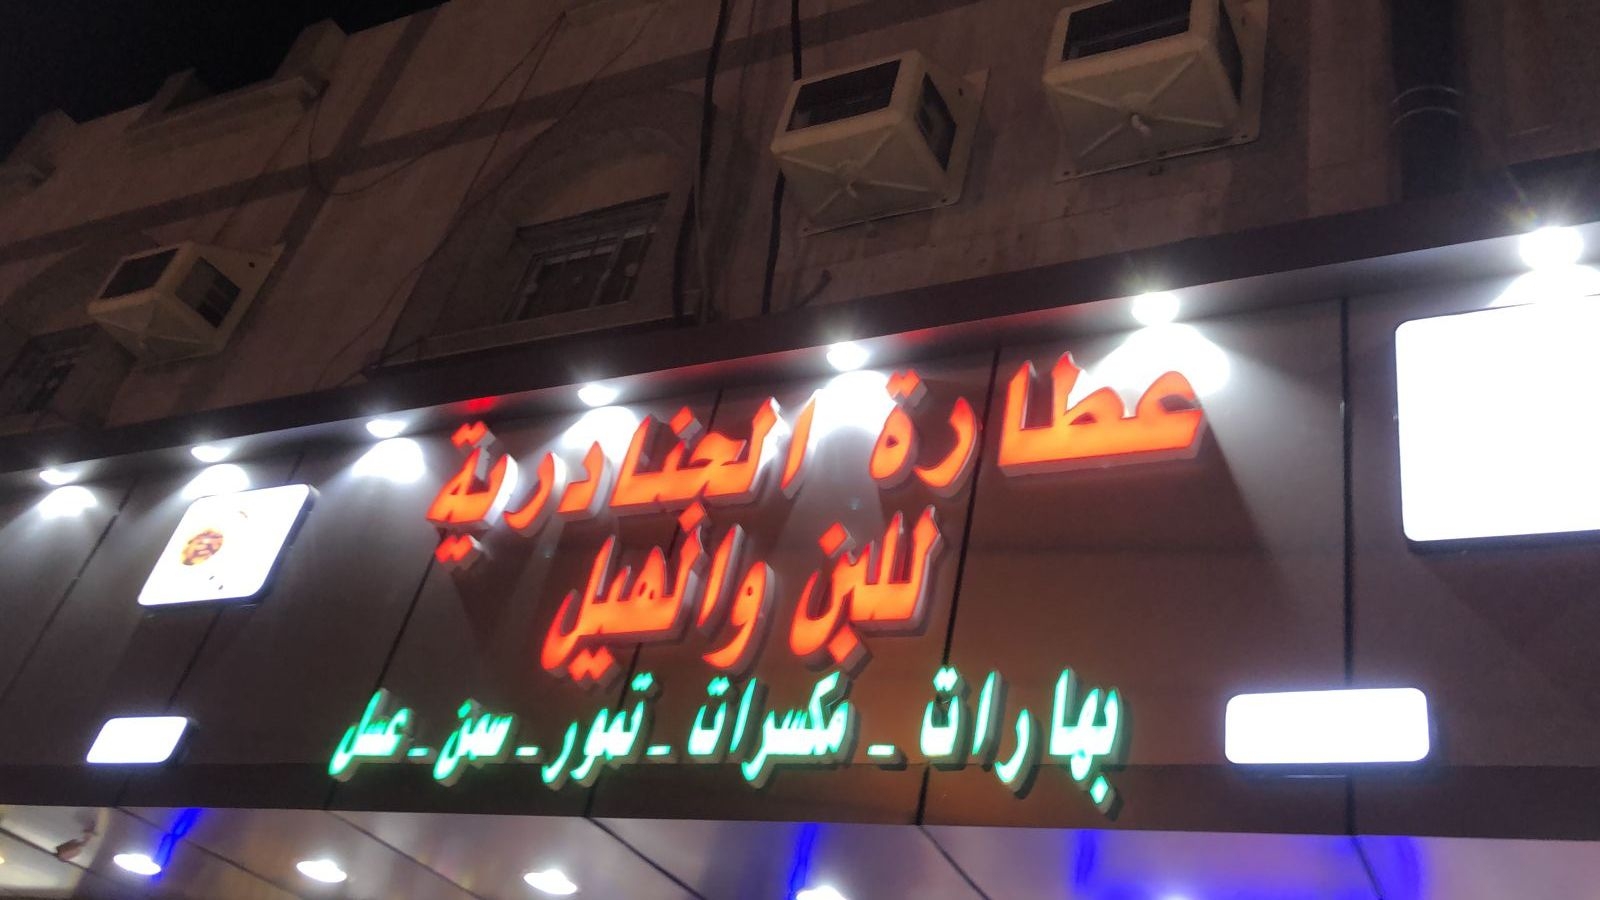 عطارة الجنادرية
للبن والهيل
بهارات - مكسرات - تمور - سمن - عسل